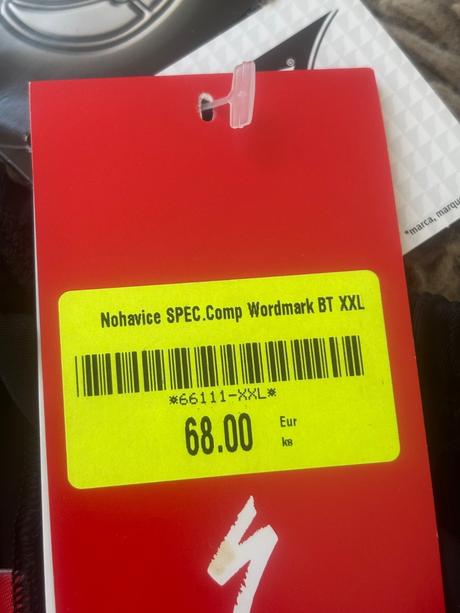 *marca, marque
Nohavice SPEC.Comp Wordmark BT XXL
*66111-XXL*
68.00 Eur
ks